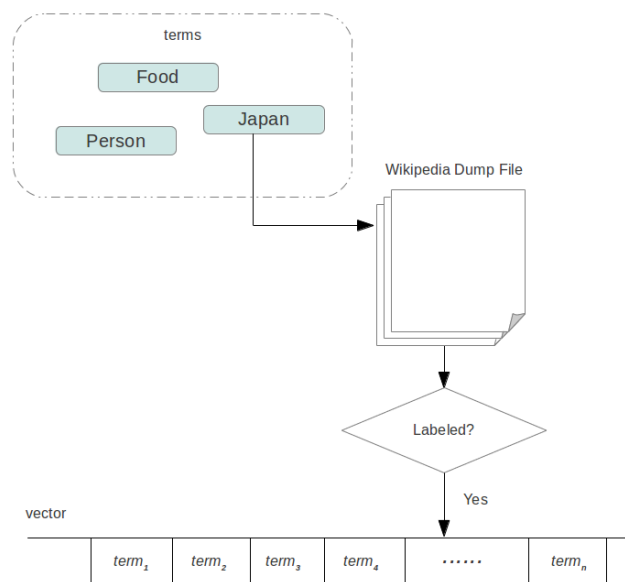 terms
Food
Japan
Person
Wikipedia Dump File
Labeled?
Yes
vector
term₁ term₂ term₃ term₄ ...... termₙ